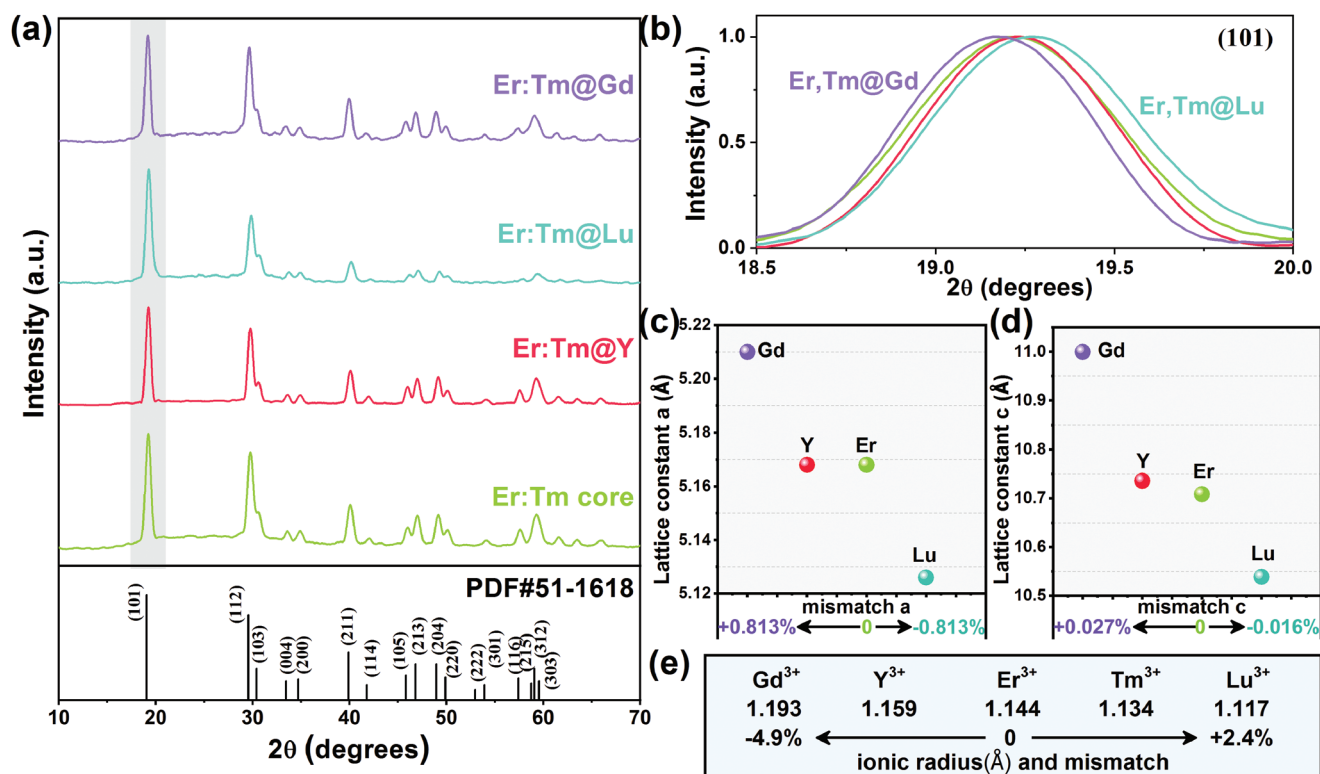 (a)
Intensity (a.u.)
Er:Tm@Gd
Er:Tm@Lu
Er:Tm@Y
Er:Tm core
PDF#51-1618
(101)
(112)
(103)
(004)
(200)
(211)
(114)
(105)
(213)
(204)
(220)
(222)
(301)
(116)
(215)
(312)
(303)
10 20 30 40 50 60 70
2θ (degrees)
(b)
Intensity (a.u.)
1.0
0.5
0.0
(101)
Er,Tm@Gd
Er,Tm@Lu
18.5 19.0 19.5 20.0
2θ (degrees)
(c)
Lattice constant a (Å)
5.22
5.20
5.18
5.16
5.14
5.12
Gd
Y
Er
Lu
mismatch a
+0.813% 0 -0.813%
(d)
Lattice constant c (Å)
11.0
10.9
10.8
10.7
10.6
10.5
Gd
Y
Er
Lu
mismatch c
+0.027% 0 -0.016%
(e)
Gd3+ Y3+ Er3+ Tm3+ Lu3+
1.193 1.159 1.144 1.134 1.117
-4.9% 0 +2.4%
ionic radius(Å) and mismatch